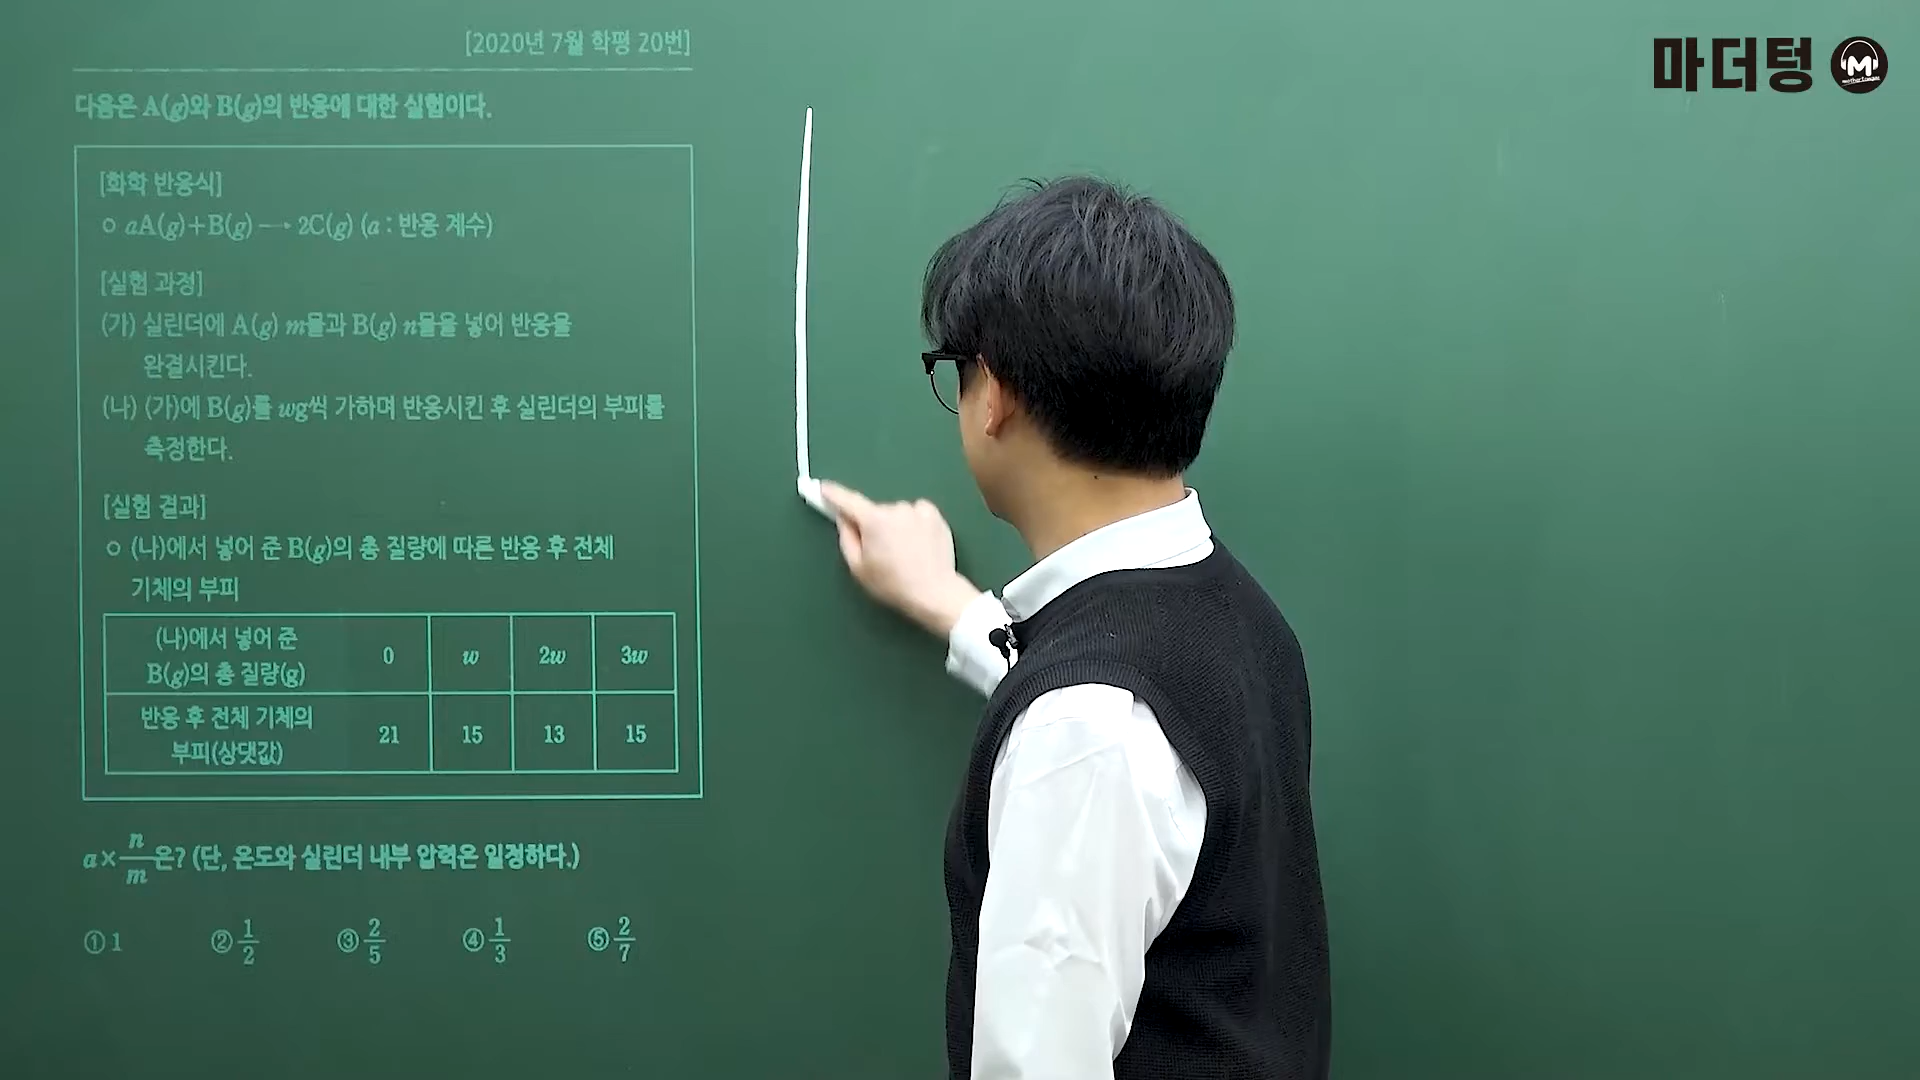 [2020년 7월 학평 20번]
마더텅
M
다음은 A(g)와 B(g)의 반응에 대한 실험이다.
[화학 반응식]
○ aA(g)+B(g) → 2C(g) (a : 반응 계수)
[실험 과정]
(가) 실린더에 A(g) m몰과 B(g) n몰을 넣어 반응을
완결시킨다.
(나) (가)에 B(g)를 wg씩 가하며 반응시킨 후 실린더의 부피를
측정한다.
[실험 결과]
○ (나)에서 넣어 준 B(g)의 총 질량에 따른 반응 후 전체
기체의 부피
(나)에서 넣어 준
B(g)의 총 질량(g) 0 w 2w 3w
반응 후 전체 기체의
부피(상댓값) 21 15 13 15
a × n/m 은? (단, 온도와 실린더 내부 압력은 일정하다.)
① 1 ② 1/2 ③ 2/5 ④ 1/3 ⑤ 2/7